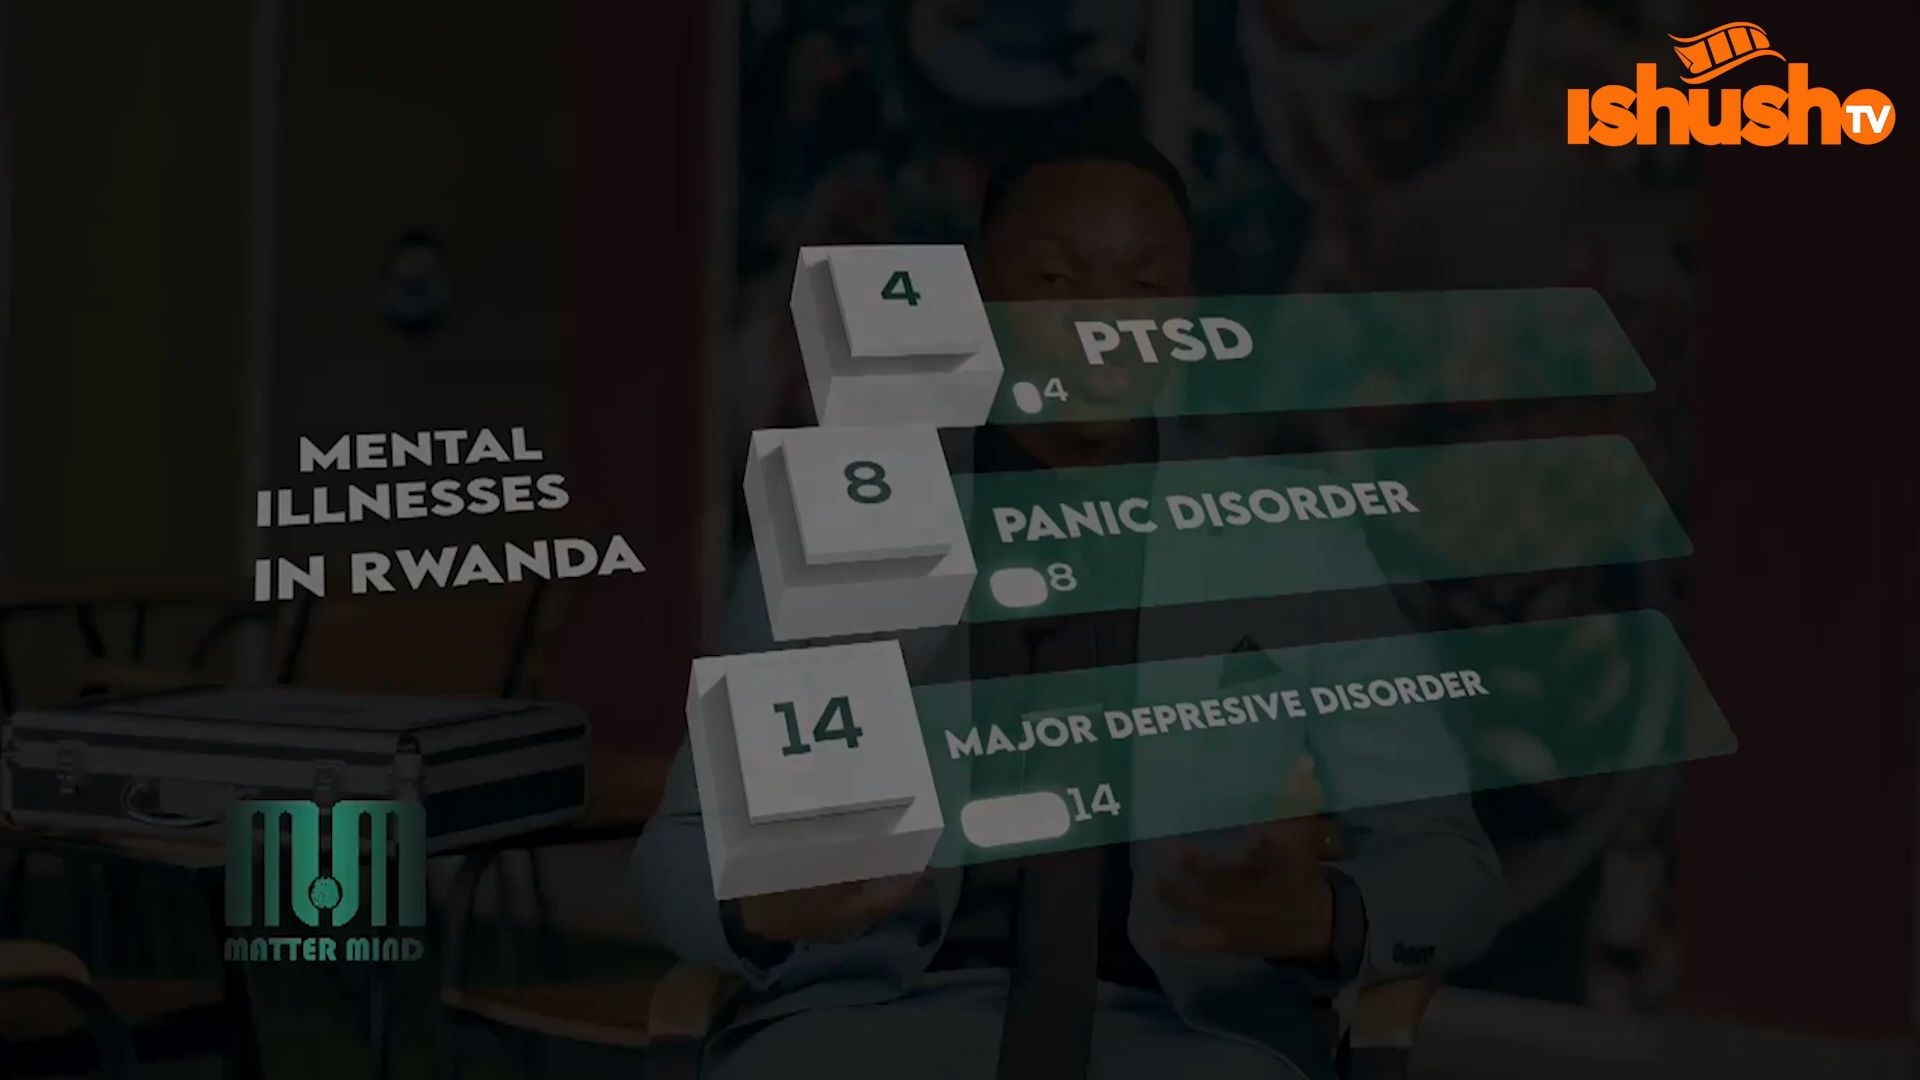 ISHUSHO TV
4
PTSD
4
MENTAL
ILLNESSES
IN RWANDA
8
PANIC DISORDER
8
14
MAJOR DEPRESIVE DISORDER
14
MATTER MIND